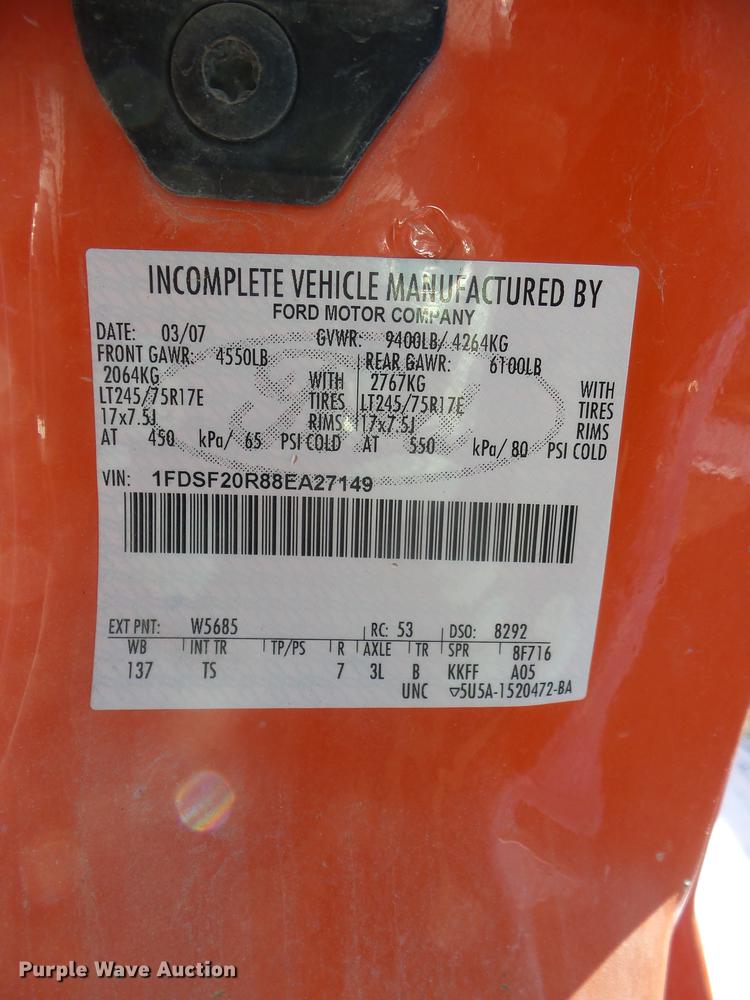 INCOMPLETE VEHICLE MANUFACTURED BY
FORD MOTOR COMPANY
DATE: 03/07 GVWR: 9400LB/ 4264KG
FRONT GAWR: 4550LB REAR GAWR: 6100LB
2064KG WITH 2767KG WITH
LT245/75R17E TIRES LT245/75R17E TIRES
17x7.5J RIMS 17x7.5J RIMS
AT 450 kPa/ 65 PSI COLD AT 550 kPa/ 80 PSI COLD
VIN: 1FDSF20R88EA27149
EXT PNT: W5685 RC: 53 DSO: 8292
WB INT TR TP/PS R AXLE TR SPR 8F716
137 TS 7 3L B KKFF A05
UNC ▽5U5A-1520472-BA
Purple Wave Auction